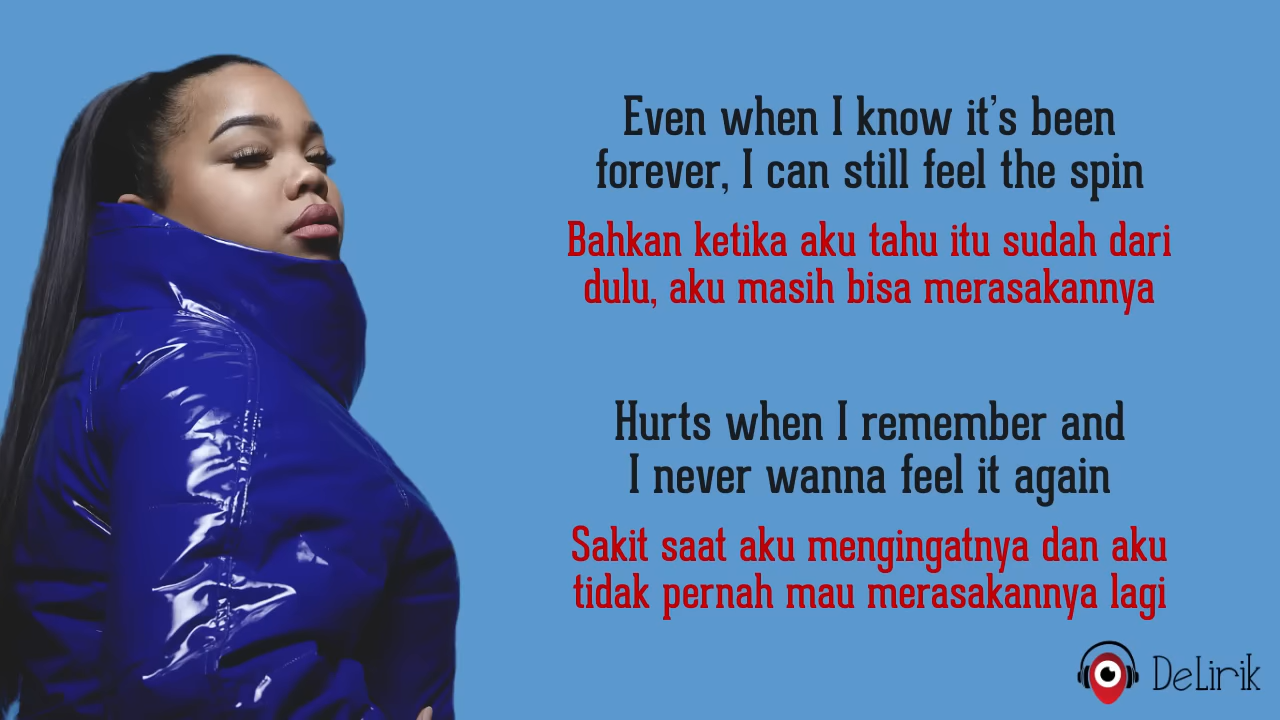 Even when I know it's been
forever, I can still feel the spin
Bahkan ketika aku tahu itu sudah dari
dulu, aku masih bisa merasakannya
Hurts when I remember and
I never wanna feel it again
Sakit saat aku mengingatnya dan aku
tidak pernah mau merasakannya lagi
DeLirik